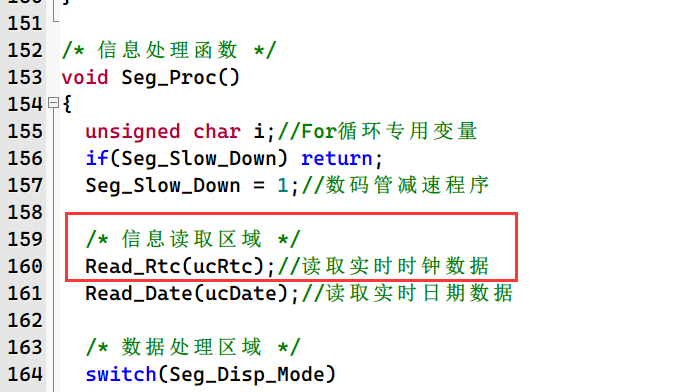 151
152 /* 信息处理函数 */
153 void Seg_Proc()
154 {
155 unsigned char i;//For循环专用变量
156 if(Seg_Slow_Down) return;
157 Seg_Slow_Down = 1;//数码管减速程序
158
159 /* 信息读取区域 */
160 Read_Rtc(ucRtc);//读取实时时钟数据
161 Read_Date(ucDate);//读取实时日期数据
162
163 /* 数据处理区域 */
164 switch(Seg_Disp_Mode)